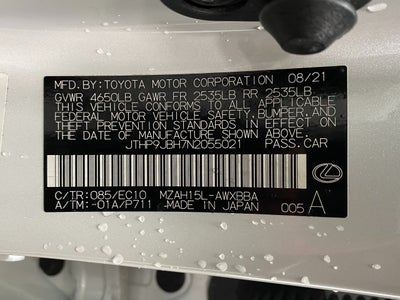 MFD.BY: TOYOTA MOTOR CORPORATION 08/21
GVWR 4650LB GAWR FR 2535LB RR 2535LB
THIS VEHICLE CONFORMS TO ALL APPLICABLE
FEDERAL MOTOR VEHICLE SAFETY, BUMPER, AND
THEFT PREVENTION STANDARDS IN EFFECT ON
THE DATE OF MANUFACTURE SHOWN ABOVE.
JTHP9JBH7N2055021 PASS.CAR
C/TR: 085/EC10 MZAH15L-AWXBBA
A/TM: -01A/P711 -MADE IN JAPAN 005 A